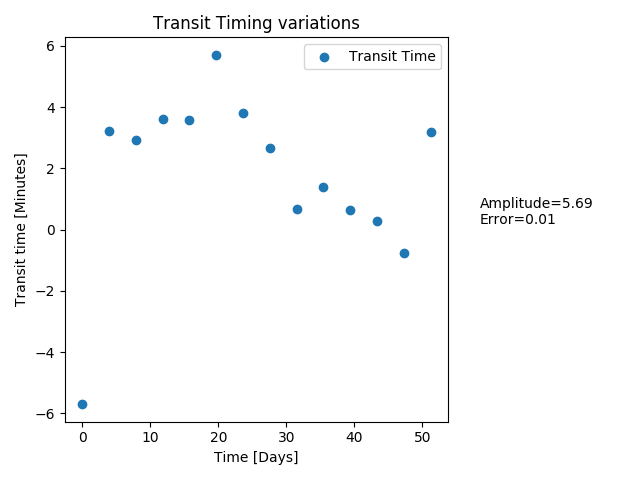 Transit Timing variations
Transit Time
6
4
2
0
−2
−4
−6
Transit time [Minutes]
0
10
20
30
40
50
Time [Days]
Amplitude=5.69
Error=0.01